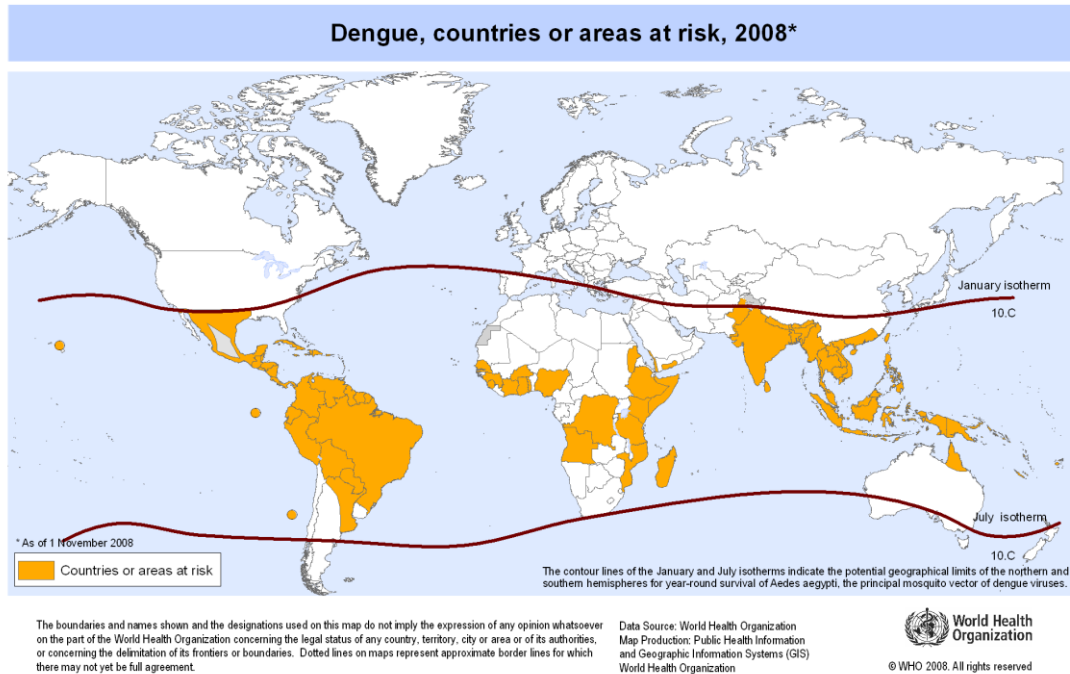 Dengue, countries or areas at risk, 2008*
January isotherm
10.C
July isotherm
10.C
* As of 1 November 2008
Countries or areas at risk
The contour lines of the January and July isotherms indicate the potential geographical limits of the northern and
southern hemispheres for year-round survival of Aedes aegypti, the principal mosquito vector of dengue viruses.
The boundaries and names shown and the designations used on this map do not imply the expression of any opinion whatsoever
on the part of the World Health Organization concerning the legal status of any country, territory, city or area or of its authorities,
or concerning the delimitation of its frontiers or boundaries. Dotted lines on maps represent approximate border lines for which
there may not yet be full agreement.
Data Source: World Health Organization
Map Production: Public Health Information
and Geographic Information Systems (GIS)
World Health Organization
World Health
Organization
© WHO 2008. All rights reserved